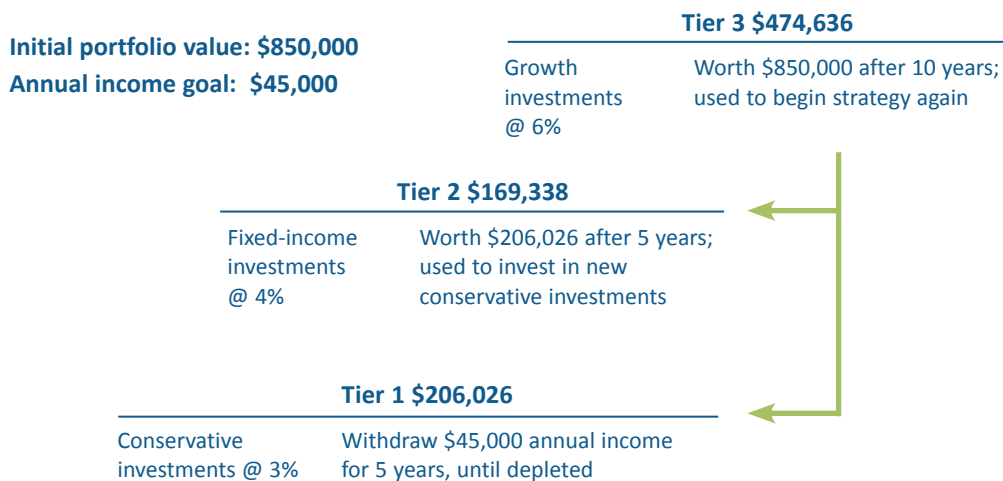 Initial portfolio value: $850,000
Annual income goal: $45,000
Tier 3 $474,636
Growth
investments
@ 6%
Worth $850,000 after 10 years;
used to begin strategy again
Tier 2 $169,338
Fixed-income
investments
@ 4%
Worth $206,026 after 5 years;
used to invest in new
conservative investments
Tier 1 $206,026
Conservative
investments @ 3%
Withdraw $45,000 annual income
for 5 years, until depleted